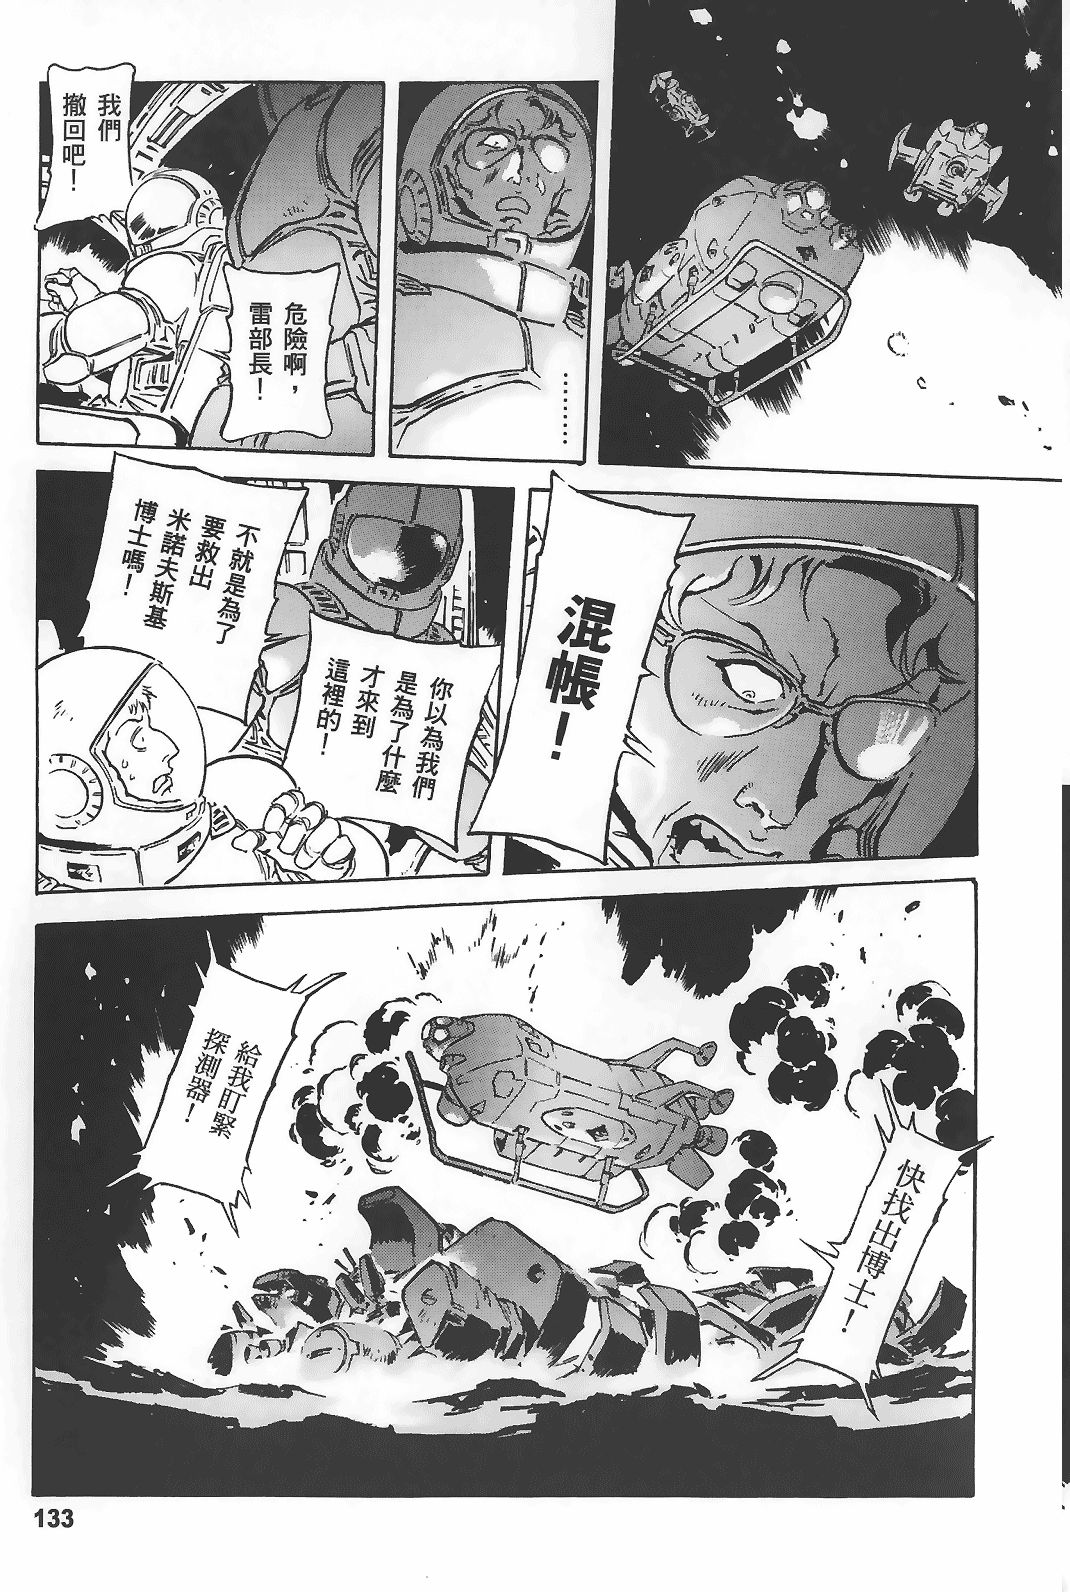 ………
危險啊，
雷部長！
我們
撤回吧！
混帳！
你以為我們
是為了什麼
才來到
這裡的！
不就是為了
要救出
米諾夫斯基
博士嗎！
快找出博士！
給我盯緊
探測器！
133